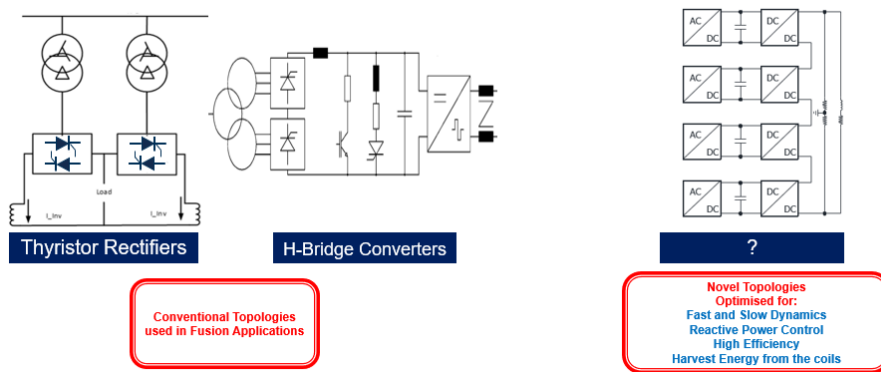 AC
DC
DC
DC
AC
DC
DC
DC
AC
DC
DC
DC
AC
DC
DC
DC
Load
I_Inv
I_Inv
Thyristor Rectifiers
H-Bridge Converters
?
Conventional Topologies
used in Fusion Applications
Novel Topologies
Optimised for:
Fast and Slow Dynamics
Reactive Power Control
High Efficiency
Harvest Energy from the coils